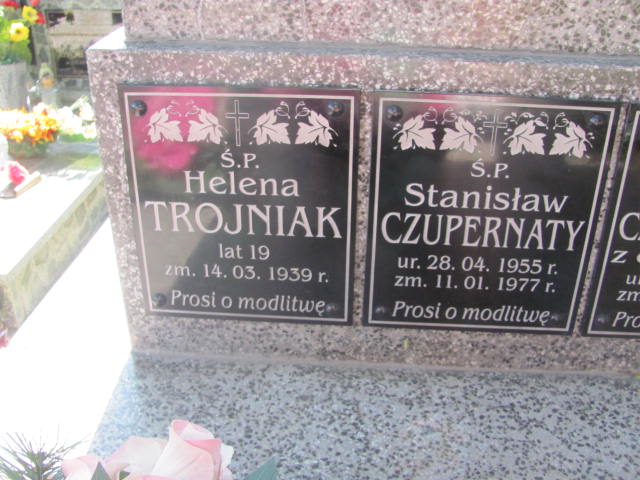 Ś.P.
Helena
TROJNIAK
lat 19
zm. 14. 03. 1939 r.
Prosi o modlitwę
Ś.P.
Stanisław
CZUPERNATY
ur. 28. 04. 1955 r.
zm. 11. 01. 1977 r.
Prosi o modlitwę